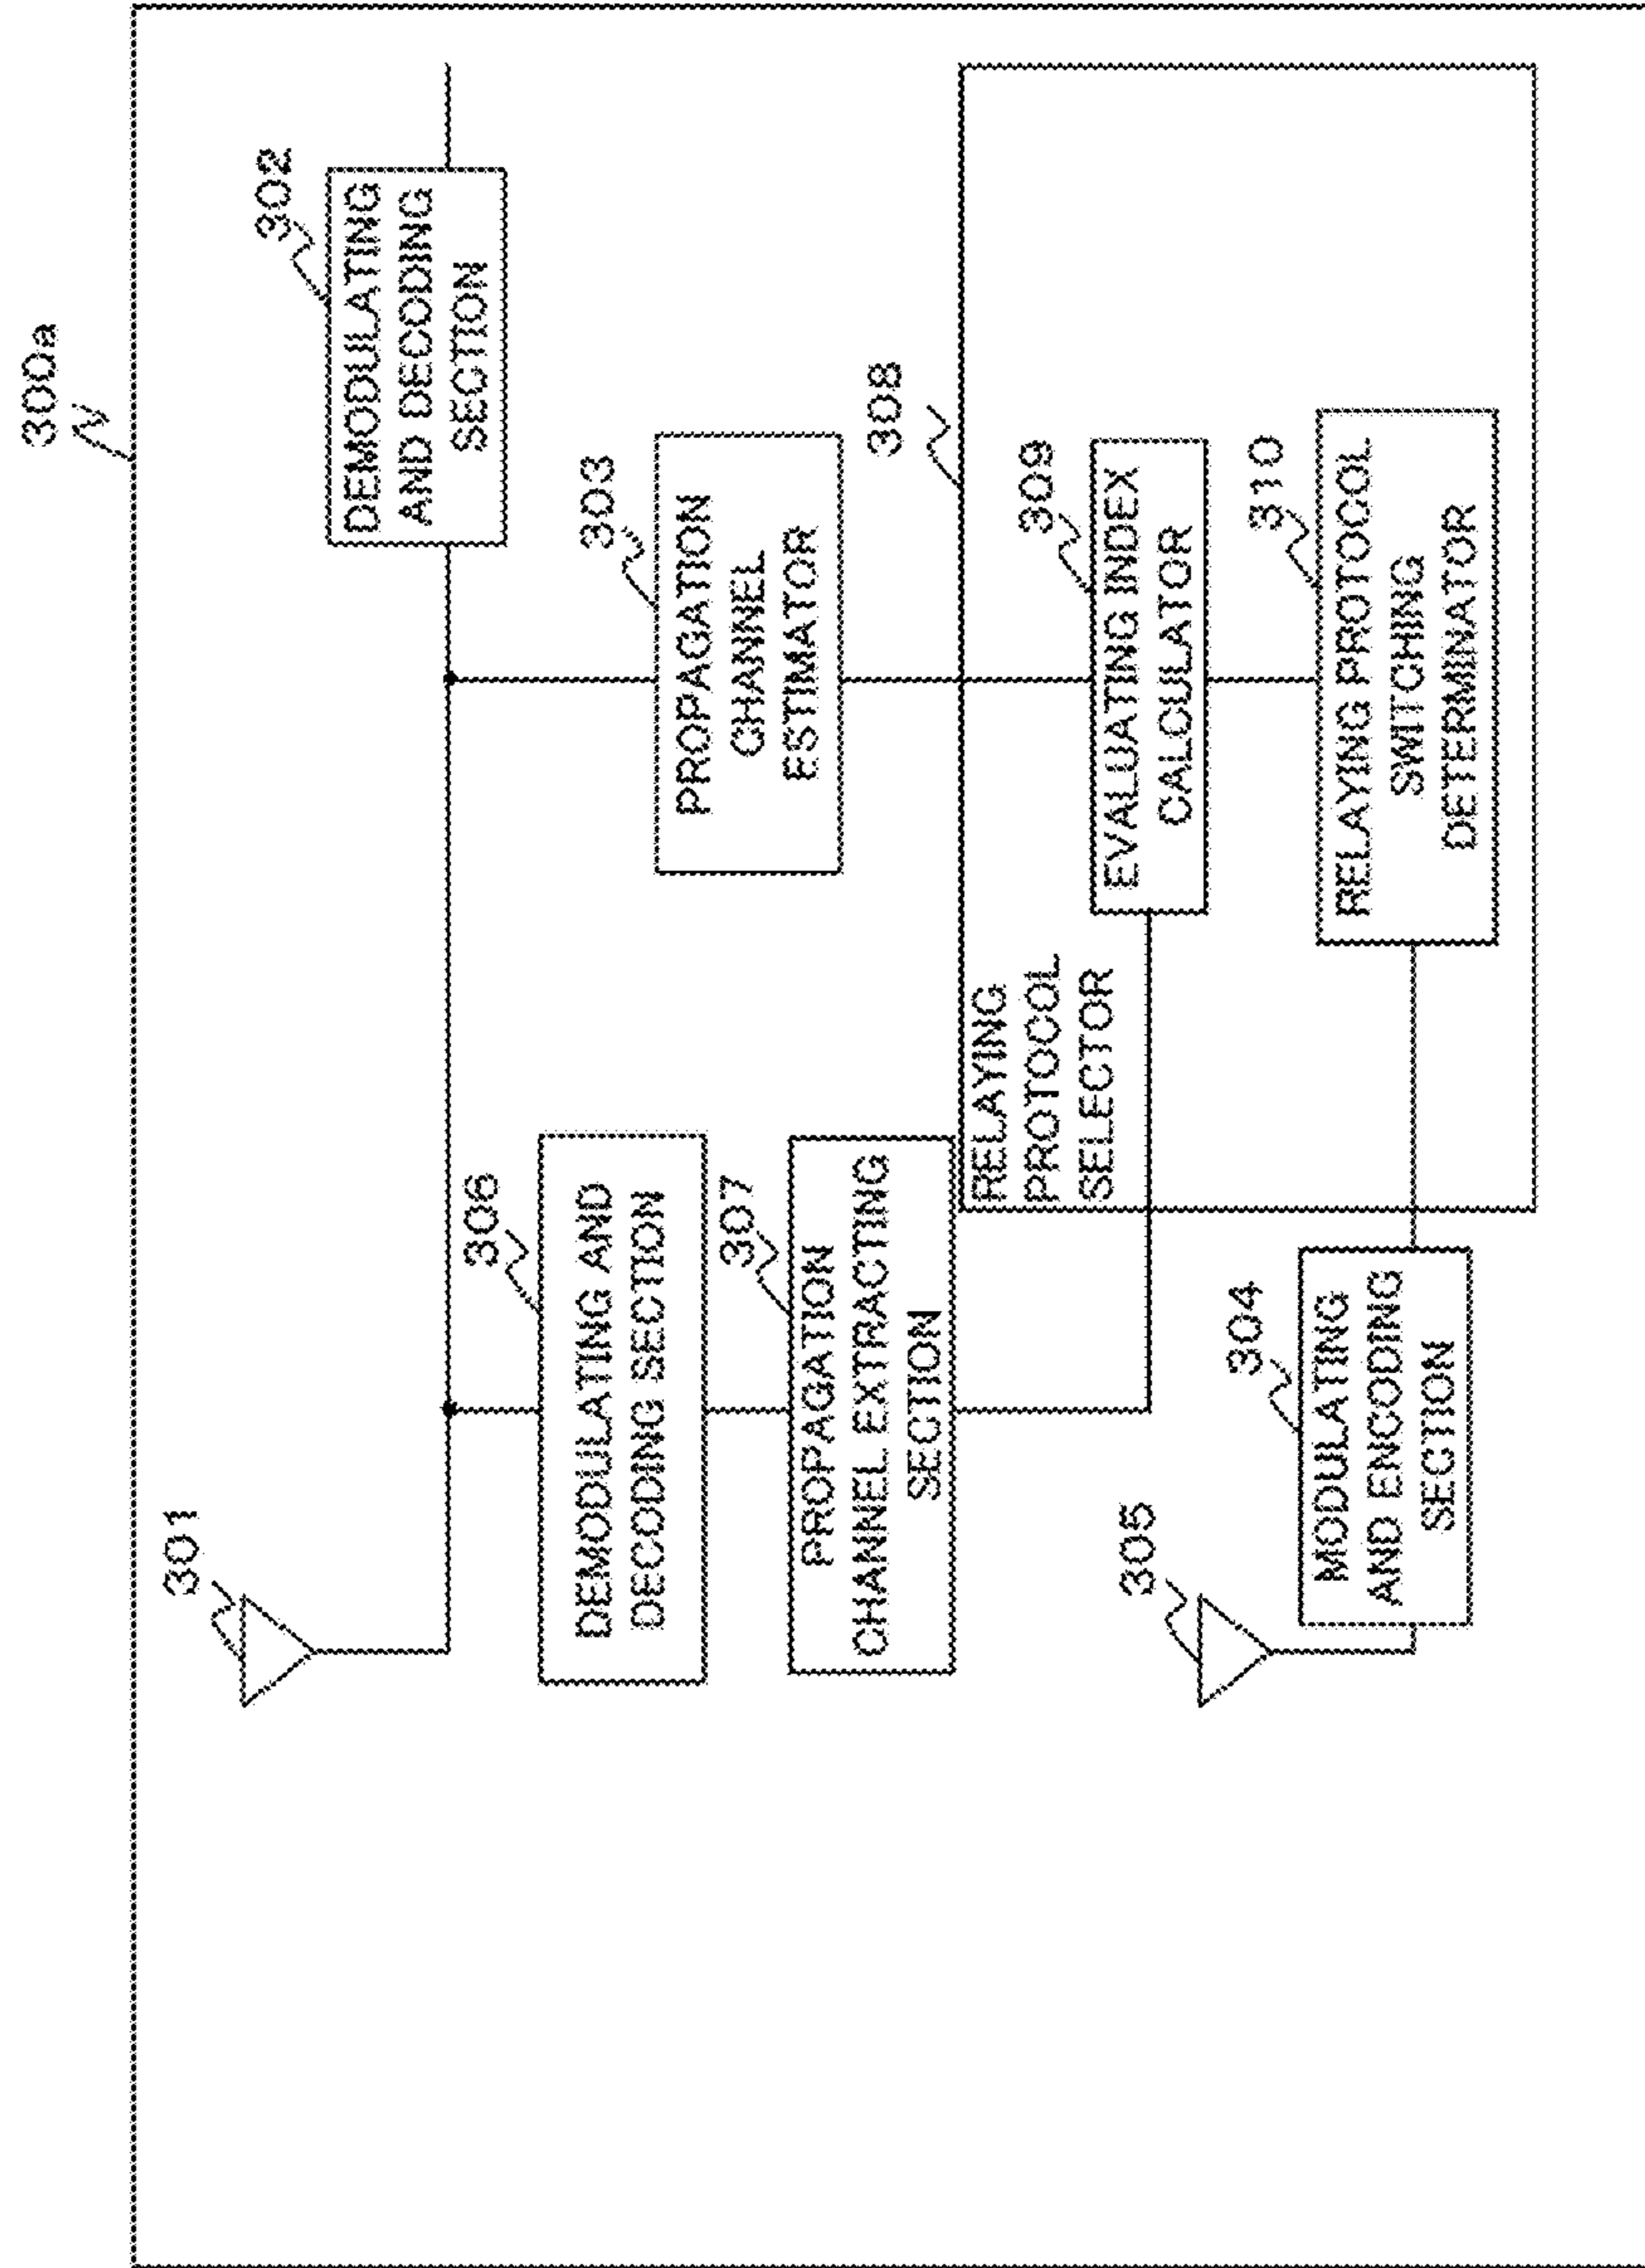 300a
301
302
DEMODULATING
AND DECODING
SECTION
306
DEMODULATING AND
DECODING SECTION
303
PROPAGATION
CHANNEL
ESTIMATOR
307
PROPAGATION
CHANNEL EXTRACTING
SECTION
308
RELAYING
PROTOCOL
SELECTOR
309
EVALUATING INDEX
CALCULATOR
305
304
MODULATING
AND ENCODING
SECTION
310
RELAYING PROTOCOL
SWITCHING
DETERMINATOR